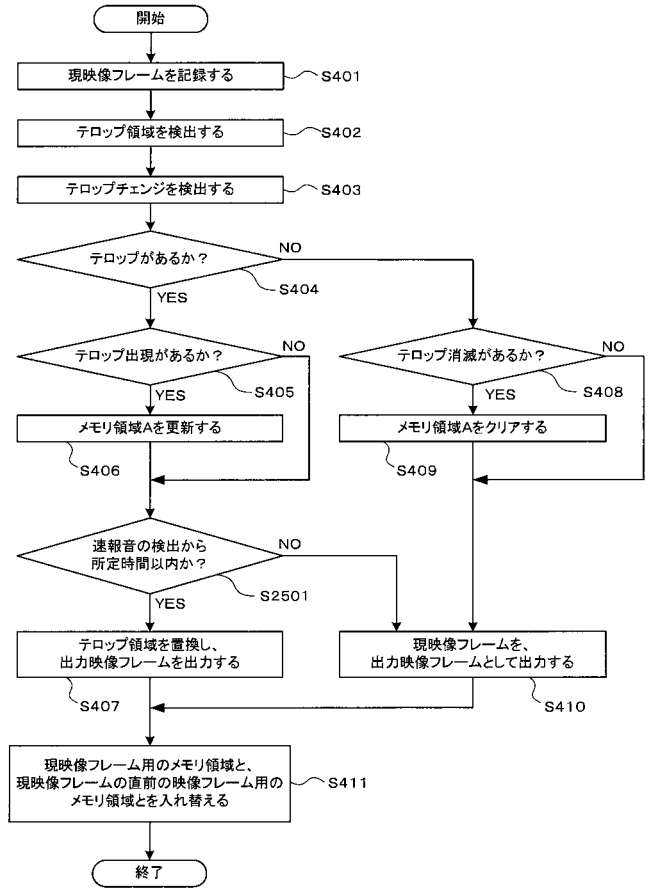 開始
現映像フレームを記録する
S401
テロップ領域を検出する
S402
テロップチェンジを検出する
S403
テロップがあるか？
NO
S404
YES
テロップ出現があるか？
NO
S405
YES
テロップ消滅があるか？
NO
S408
YES
メモリ領域Aを更新する
S406
メモリ領域Aをクリアする
S409
速報音の検出から
所定時間以内か？
NO
S2501
YES
テロップ領域を置換し、
出力映像フレームを出力する
S407
現映像フレームを、
出力映像フレームとして出力する
S410
現映像フレーム用のメモリ領域と、
現映像フレームの直前の映像フレーム用の
メモリ領域とを入れ替える
S411
終了